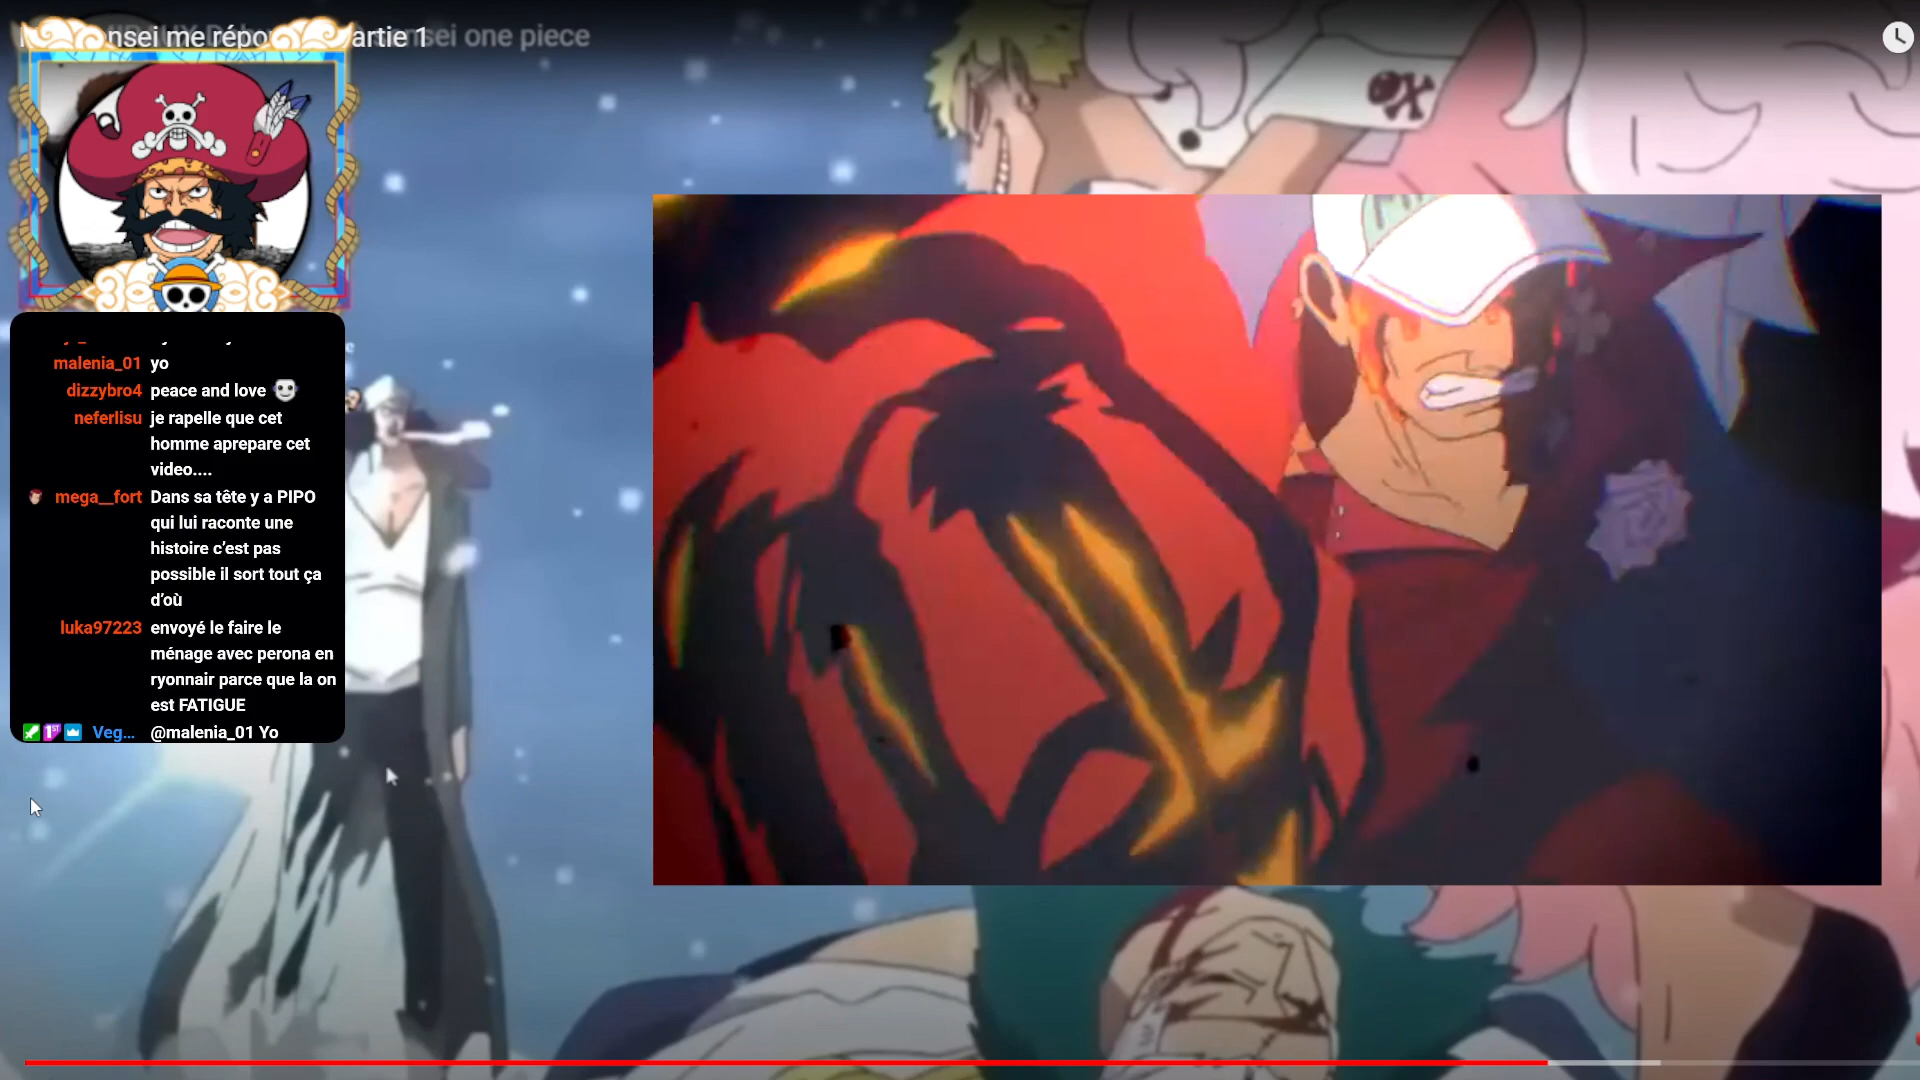 nsei me répo
artie 1
nsei one piece
malenia_01 yo
dizzybro4 peace and love
neferlisu je rapelle que cet
homme aprepare cet
video....
mega__fort Dans sa tête y a PIPO
qui lui raconte une
histoire c'est pas
possible il sort tout ça
d'où
luka97223 envoyé le faire le
ménage avec perona en
ryonnair parce que la on
est FATIGUE
Veg... @malenia_01 Yo